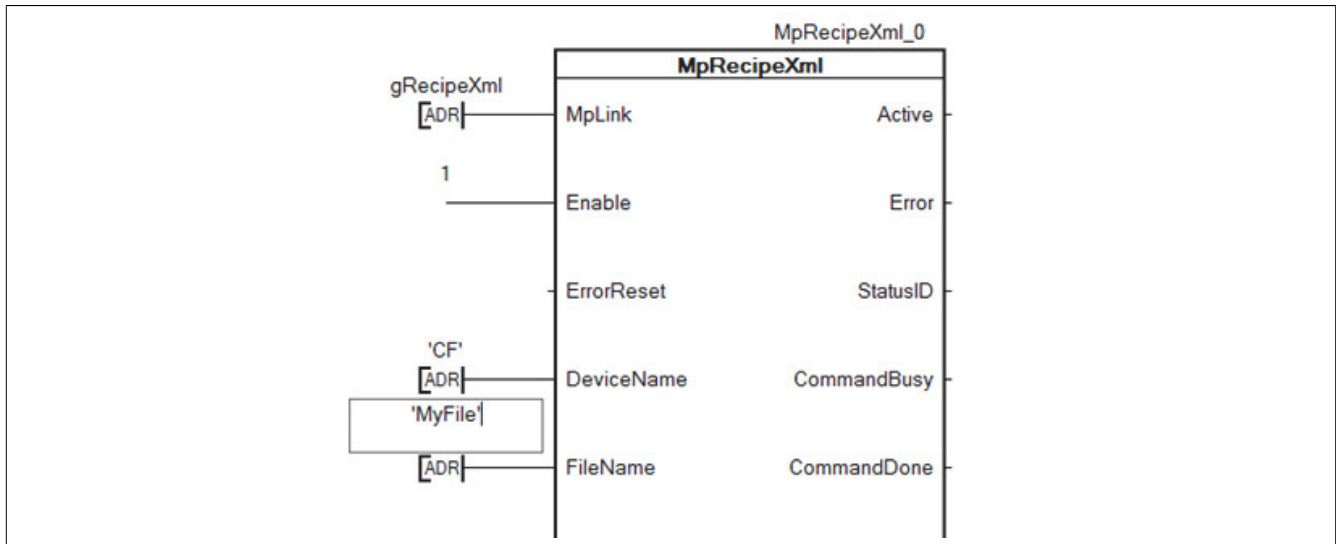 MpRecipeXml_0
MpRecipeXml
gRecipeXml
ADR
MpLink
Active
1
Enable
Error
ErrorReset
StatusID
'CF'
ADR
DeviceName
CommandBusy
'MyFile'
ADR
FileName
CommandDone